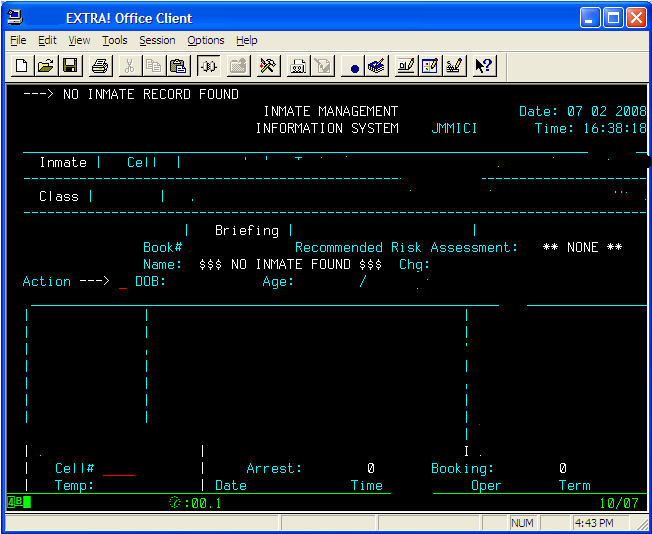 EXTRA! Office Client
File Edit View Tools Session Options Help
---> NO INMATE RECORD FOUND
INMATE MANAGEMENT Date: 07 02 2008
INFORMATION SYSTEM JMMICI Time: 16:38:18
Inmate | Cell |
Class | |
| Briefing | |
Book# Recommended Risk Assessment: ** NONE **
Name: $$$ NO INMATE FOUND $$$ Chg:
Action ---> _ DOB: Age: /
Cell# ____ | Arrest: 0 Booking: 0
Temp: | Date Time Oper Term
4B :00.1 10/07
NUM 4:43 PM